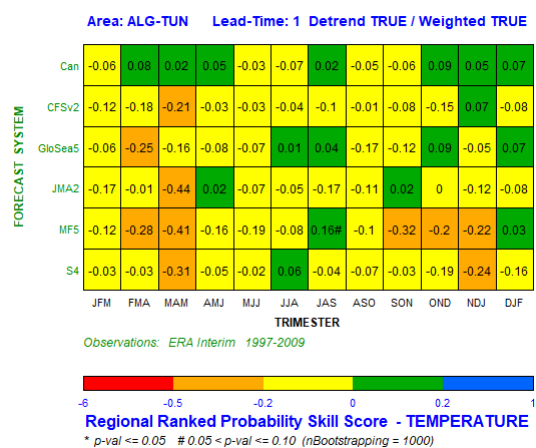 Area: ALG-TUN Lead-Time: 1 Detrend TRUE / Weighted TRUE
FORECAST SYSTEM
Can -0.06 0.08 0.02 0.05 -0.03 -0.07 0.02 -0.05 -0.06 0.09 0.05 0.07
CFSv2 -0.12 -0.18 -0.21 -0.03 -0.03 -0.04 -0.1 -0.01 -0.08 -0.15 0.07 -0.08
GloSea5 -0.06 -0.25 -0.16 -0.08 -0.07 0.01 0.04 -0.17 -0.12 0.09 -0.05 0.07
JMA2 -0.17 -0.01 -0.44 0.02 -0.07 -0.05 -0.17 -0.11 0.02 0 -0.12 -0.08
MF5 -0.12 -0.28 -0.41 -0.16 -0.19 -0.08 0.16# -0.1 -0.32 -0.2 -0.22 0.03
S4 -0.03 -0.03 -0.31 -0.05 -0.02 0.06 -0.04 -0.07 -0.03 -0.19 -0.24 -0.16
JFM FMA MAM AMJ MJJ JJA JAS ASO SON OND NDJ DJF
TRIMESTER
Observations: ERA Interim 1997-2009
-6 -0.5 -0.2 0 0.2 1
Regional Ranked Probability Skill Score - TEMPERATURE
* p-val <= 0.05 # 0.05 < p-val <= 0.10 (nBootstrapping = 1000)